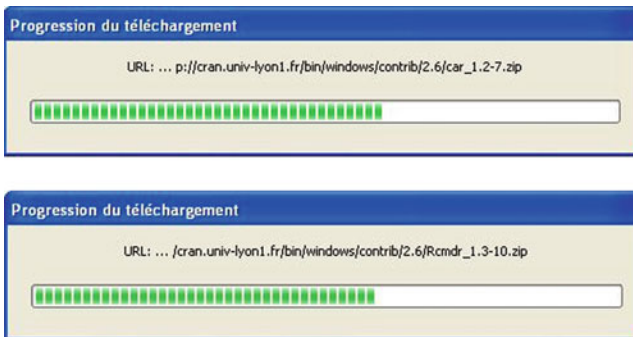 Progression du téléchargement
URL: ... p://cran.univ-lyon1.fr/bin/windows/contrib/2.6/car_1.2-7.zip
Progression du téléchargement
URL: ... /cran.univ-lyon1.fr/bin/windows/contrib/2.6/Rcmdr_1.3-10.zip